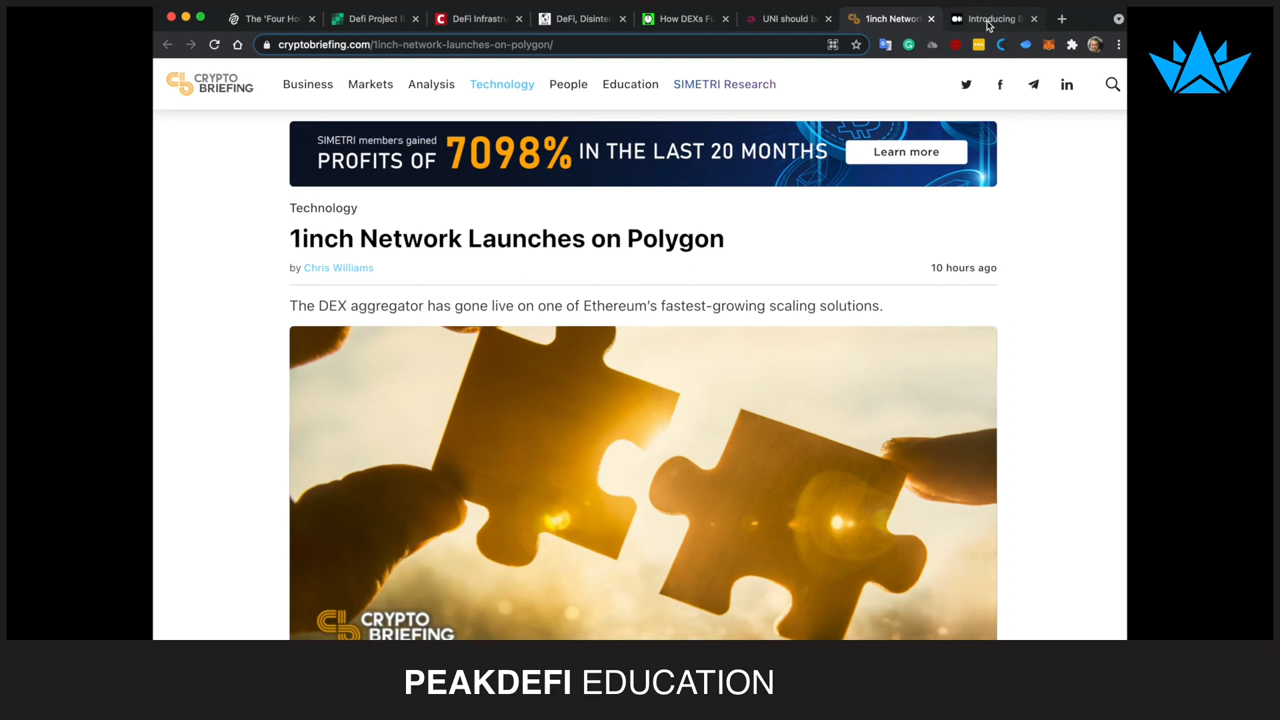 The 'Four Ho
Defi Project R
DeFi Infrastru
DeFi, Disinte
How DEXs Fu
UNI should b
1inch Networ
Introducing B
cryptobriefing.com/1inch-network-launches-on-polygon/
CRYPTO
BRIEFING
Business
Markets
Analysis
Technology
People
Education
SIMETRI Research
SIMETRI members gained
PROFITS OF 7098% IN THE LAST 20 MONTHS
Learn more
Technology
1inch Network Launches on Polygon
by Chris Williams
10 hours ago
The DEX aggregator has gone live on one of Ethereum's fastest-growing scaling solutions.
CRYPTO
BRIEFING
PEAKDEFI EDUCATION